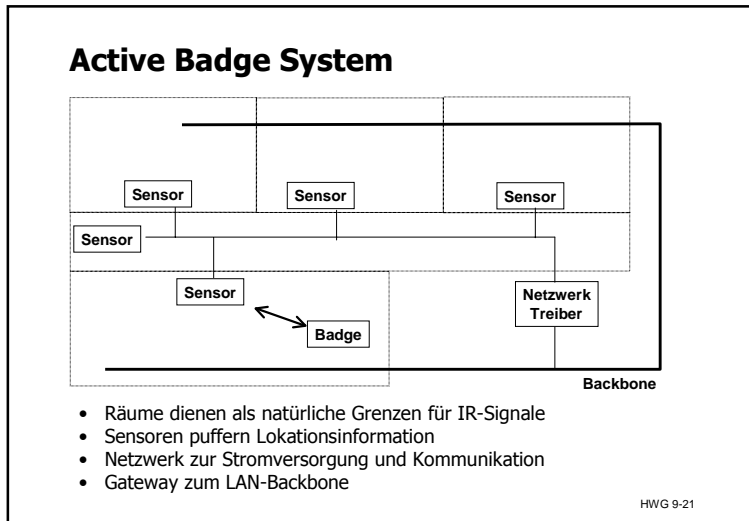 Active Badge System
Sensor
Sensor
Sensor
Sensor
Sensor
Netzwerk
Treiber
Badge
Backbone
• Räume dienen als natürliche Grenzen für IR-Signale
• Sensoren puffern Lokationsinformation
• Netzwerk zur Stromversorgung und Kommunikation
• Gateway zum LAN-Backbone
HWG 9-21